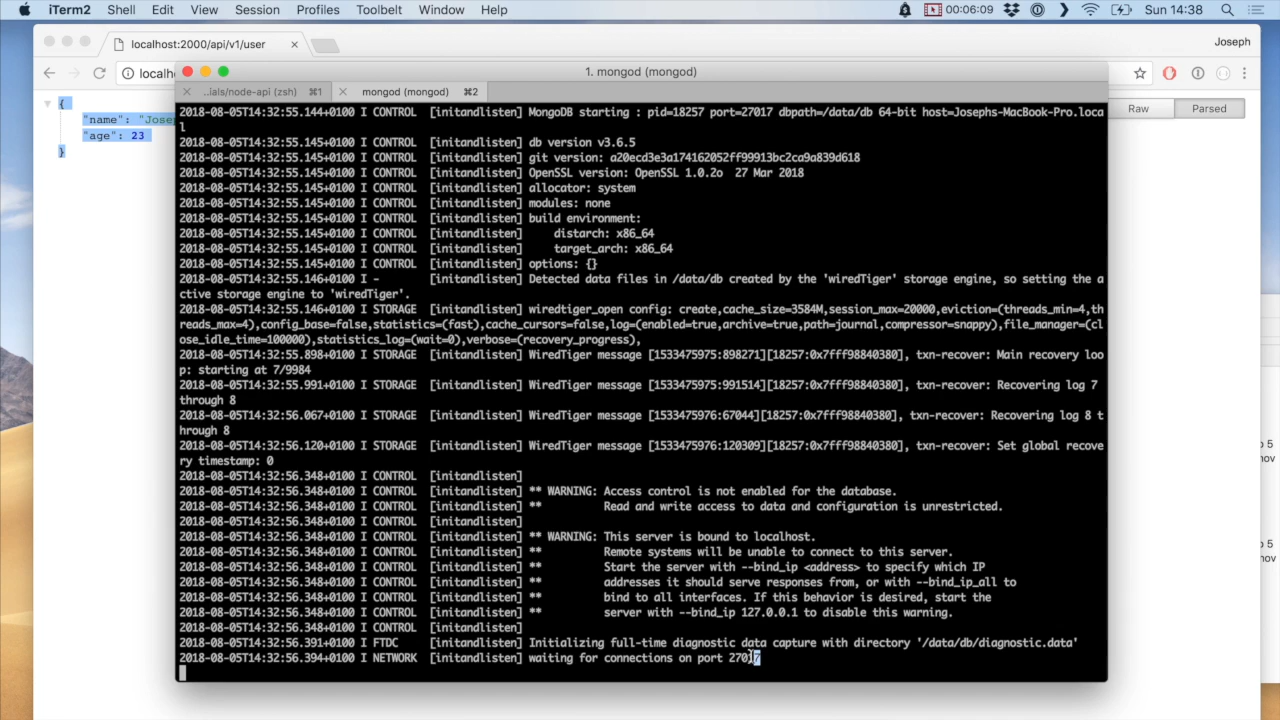 iTerm2 Shell Edit View Session Profiles Toolbelt Window Help 00:06:09 Sun 14:38
localhost:2000/api/v1/user Joseph
localh
1. mongod (mongod)
..ials/node-api (zsh) ⌘1 mongod (mongod) ⌘2
Raw Parsed
{
"name": "Jose
"age": 23
}
2018-08-05T14:32:55.144+0100 I CONTROL  [initandlisten] MongoDB starting : pid=18257 port=27017 dbpath=/data/db 64-bit host=Josephs-MacBook-Pro.loca
l
2018-08-05T14:32:55.145+0100 I CONTROL  [initandlisten] db version v3.6.5
2018-08-05T14:32:55.145+0100 I CONTROL  [initandlisten] git version: a20ecd3e3a174162052ff99913bc2ca9a839d618
2018-08-05T14:32:55.145+0100 I CONTROL  [initandlisten] OpenSSL version: OpenSSL 1.0.2o  27 Mar 2018
2018-08-05T14:32:55.145+0100 I CONTROL  [initandlisten] allocator: system
2018-08-05T14:32:55.145+0100 I CONTROL  [initandlisten] modules: none
2018-08-05T14:32:55.145+0100 I CONTROL  [initandlisten] build environment:
2018-08-05T14:32:55.145+0100 I CONTROL  [initandlisten]     distarch: x86_64
2018-08-05T14:32:55.145+0100 I CONTROL  [initandlisten]     target_arch: x86_64
2018-08-05T14:32:55.145+0100 I CONTROL  [initandlisten] options: {}
2018-08-05T14:32:55.146+0100 I -        [initandlisten] Detected data files in /data/db created by the 'wiredTiger' storage engine, so setting the a
ctive storage engine to 'wiredTiger'.
2018-08-05T14:32:55.146+0100 I STORAGE  [initandlisten] wiredtiger_open config: create,cache_size=3584M,session_max=20000,eviction=(threads_min=4,th
reads_max=4),config_base=false,statistics=(fast),cache_cursors=false,log=(enabled=true,archive=true,path=journal,compressor=snappy),file_manager=(cl
ose_idle_time=100000),statistics_log=(wait=0),verbose=(recovery_progress),
2018-08-05T14:32:55.898+0100 I STORAGE  [initandlisten] WiredTiger message [1533475975:898271][18257:0x7fff98840380], txn-recover: Main recovery loo
p: starting at 7/9984
2018-08-05T14:32:55.991+0100 I STORAGE  [initandlisten] WiredTiger message [1533475975:991514][18257:0x7fff98840380], txn-recover: Recovering log 7
through 8
2018-08-05T14:32:56.067+0100 I STORAGE  [initandlisten] WiredTiger message [1533475976:67044][18257:0x7fff98840380], txn-recover: Recovering log 8 t
hrough 8
2018-08-05T14:32:56.120+0100 I STORAGE  [initandlisten] WiredTiger message [1533475976:120309][18257:0x7fff98840380], txn-recover: Set global recove
ry timestamp: 0
2018-08-05T14:32:56.348+0100 I CONTROL  [initandlisten]
2018-08-05T14:32:56.348+0100 I CONTROL  [initandlisten] ** WARNING: Access control is not enabled for the database.
2018-08-05T14:32:56.348+0100 I CONTROL  [initandlisten] **          Read and write access to data and configuration is unrestricted.
2018-08-05T14:32:56.348+0100 I CONTROL  [initandlisten]
2018-08-05T14:32:56.348+0100 I CONTROL  [initandlisten] ** WARNING: This server is bound to localhost.
2018-08-05T14:32:56.348+0100 I CONTROL  [initandlisten] **          Remote systems will be unable to connect to this server.
2018-08-05T14:32:56.348+0100 I CONTROL  [initandlisten] **          Start the server with --bind_ip <address> to specify which IP
2018-08-05T14:32:56.348+0100 I CONTROL  [initandlisten] **          addresses it should serve responses from, or with --bind_ip_all to
2018-08-05T14:32:56.348+0100 I CONTROL  [initandlisten] **          bind to all interfaces. If this behavior is desired, start the
2018-08-05T14:32:56.348+0100 I CONTROL  [initandlisten] **          server with --bind_ip 127.0.0.1 to disable this warning.
2018-08-05T14:32:56.348+0100 I CONTROL  [initandlisten]
2018-08-05T14:32:56.391+0100 I FTDC     [initandlisten] Initializing full-time diagnostic data capture with directory '/data/db/diagnostic.data'
2018-08-05T14:32:56.394+0100 I NETWORK  [initandlisten] waiting for connections on port 27017